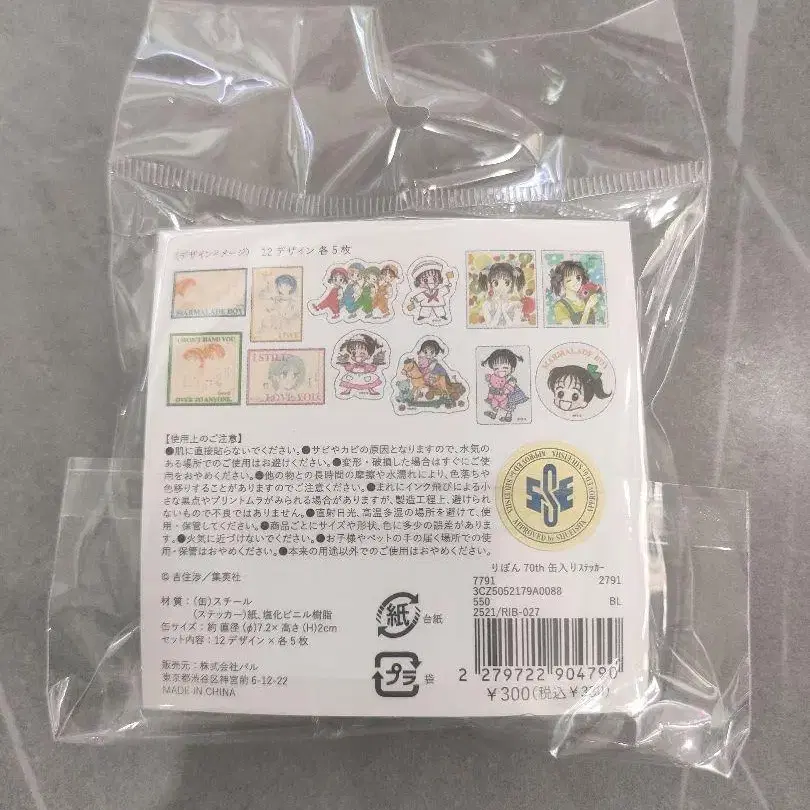 (デザインイメージ) 12デザイン 各5枚
MARMALADE BOY
LOVE
I WON'T HAND YOU
OVER TO ANYONE.
I STILL
LOVE YOU.
MARMALADE BOY
【使用上のご注意】
●肌に直接貼らないでください。●サビやカビの原因となりますので、水気の
ある場所でのご使用はお避けください。●変形・破損した場合はすぐにご使
用をおやめください。●他の物との長時間の摩擦や水濡れにより、色落ちや
色移りすることがありますのでご注意ください。●まれにインク飛びによる小
さな黒点やプリントムラがみられる場合がありますが、製造工程上、避けられ
ないもので不良ではありません。●直射日光、高温多湿の場所を避けて、使
用・保管してください。●商品ごとにサイズや形状、色に多少の誤差がありま
す。●火気に近づけないでください。●お子様やペットの手の届く場所での使
用・保管はおやめください。●本来の用途以外でのご使用はおやめください。
APPROVED by SHUEISHA
©吉住渉／集英社
材 質：(缶)スチール
(ステッカー)紙、塩化ビニル樹脂
缶サイズ：約 直径(φ)7.2×高さ(H)2cm
セット内容：12デザイン×各5枚
販売元：株式会社パル
東京都渋谷区神宮前6-12-22
MADE IN CHINA
紙 台紙
プラ 袋
りぼん 70th 缶入りステッカー
7791 2791
3CZ5052179A0088
550 BL
2521/RIB-027
2 279722 904790
¥300(税込¥330)